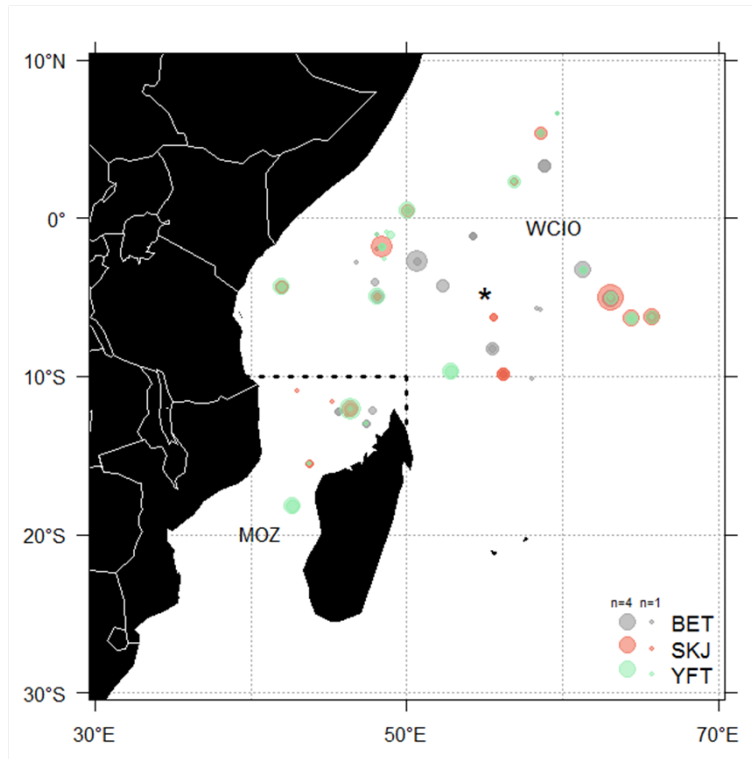 10°N
0°
WCIO
*
10°S
MOZ
20°S
n=4 n=1
BET
SKJ
YFT
30°S
30°E 50°E 70°E